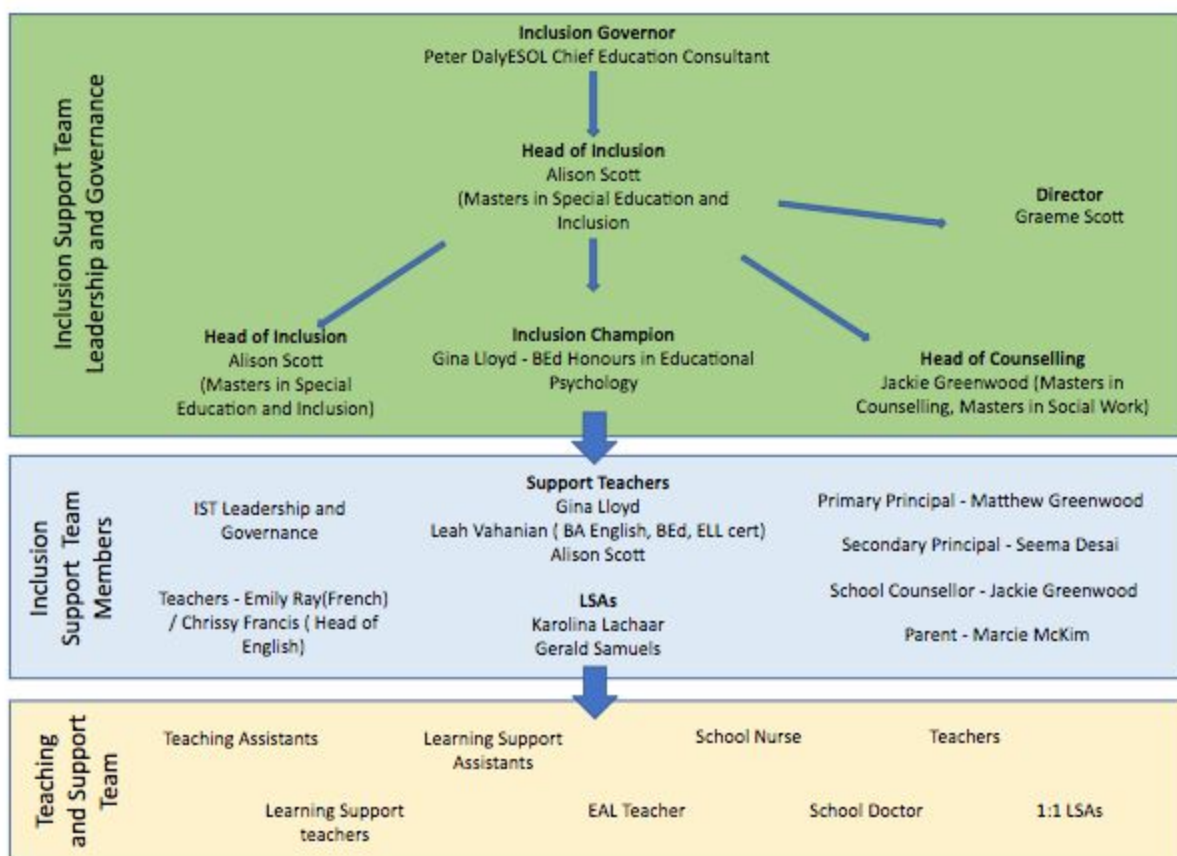 Inclusion Support Team
Leadership and Governance
Inclusion Governor
Peter DalyESOL Chief Education Consultant
Head of Inclusion
Alison Scott
(Masters in Special Education and
Inclusion
Director
Graeme Scott
Head of Inclusion
Alison Scott
(Masters in Special
Education and Inclusion)
Inclusion Champion
Gina Lloyd - BEd Honours in Educational
Psychology
Head of Counselling
Jackie Greenwood (Masters in
Counselling, Masters in Social Work)
Inclusion
Support Team
Members
IST Leadership and
Governance
Teachers - Emily Ray(French)
/ Chrissy Francis ( Head of
English)
Support Teachers
Gina Lloyd
Leah Vahanian ( BA English, BEd, ELL cert)
Alison Scott
LSAs
Karolina Lachaar
Gerald Samuels
Primary Principal - Matthew Greenwood
Secondary Principal - Seema Desai
School Counsellor - Jackie Greenwood
Parent - Marcie McKim
Teaching
and Support
Team
Teaching Assistants
Learning Support
Assistants
School Nurse
Teachers
Learning Support
teachers
EAL Teacher
School Doctor
1:1 LSAs